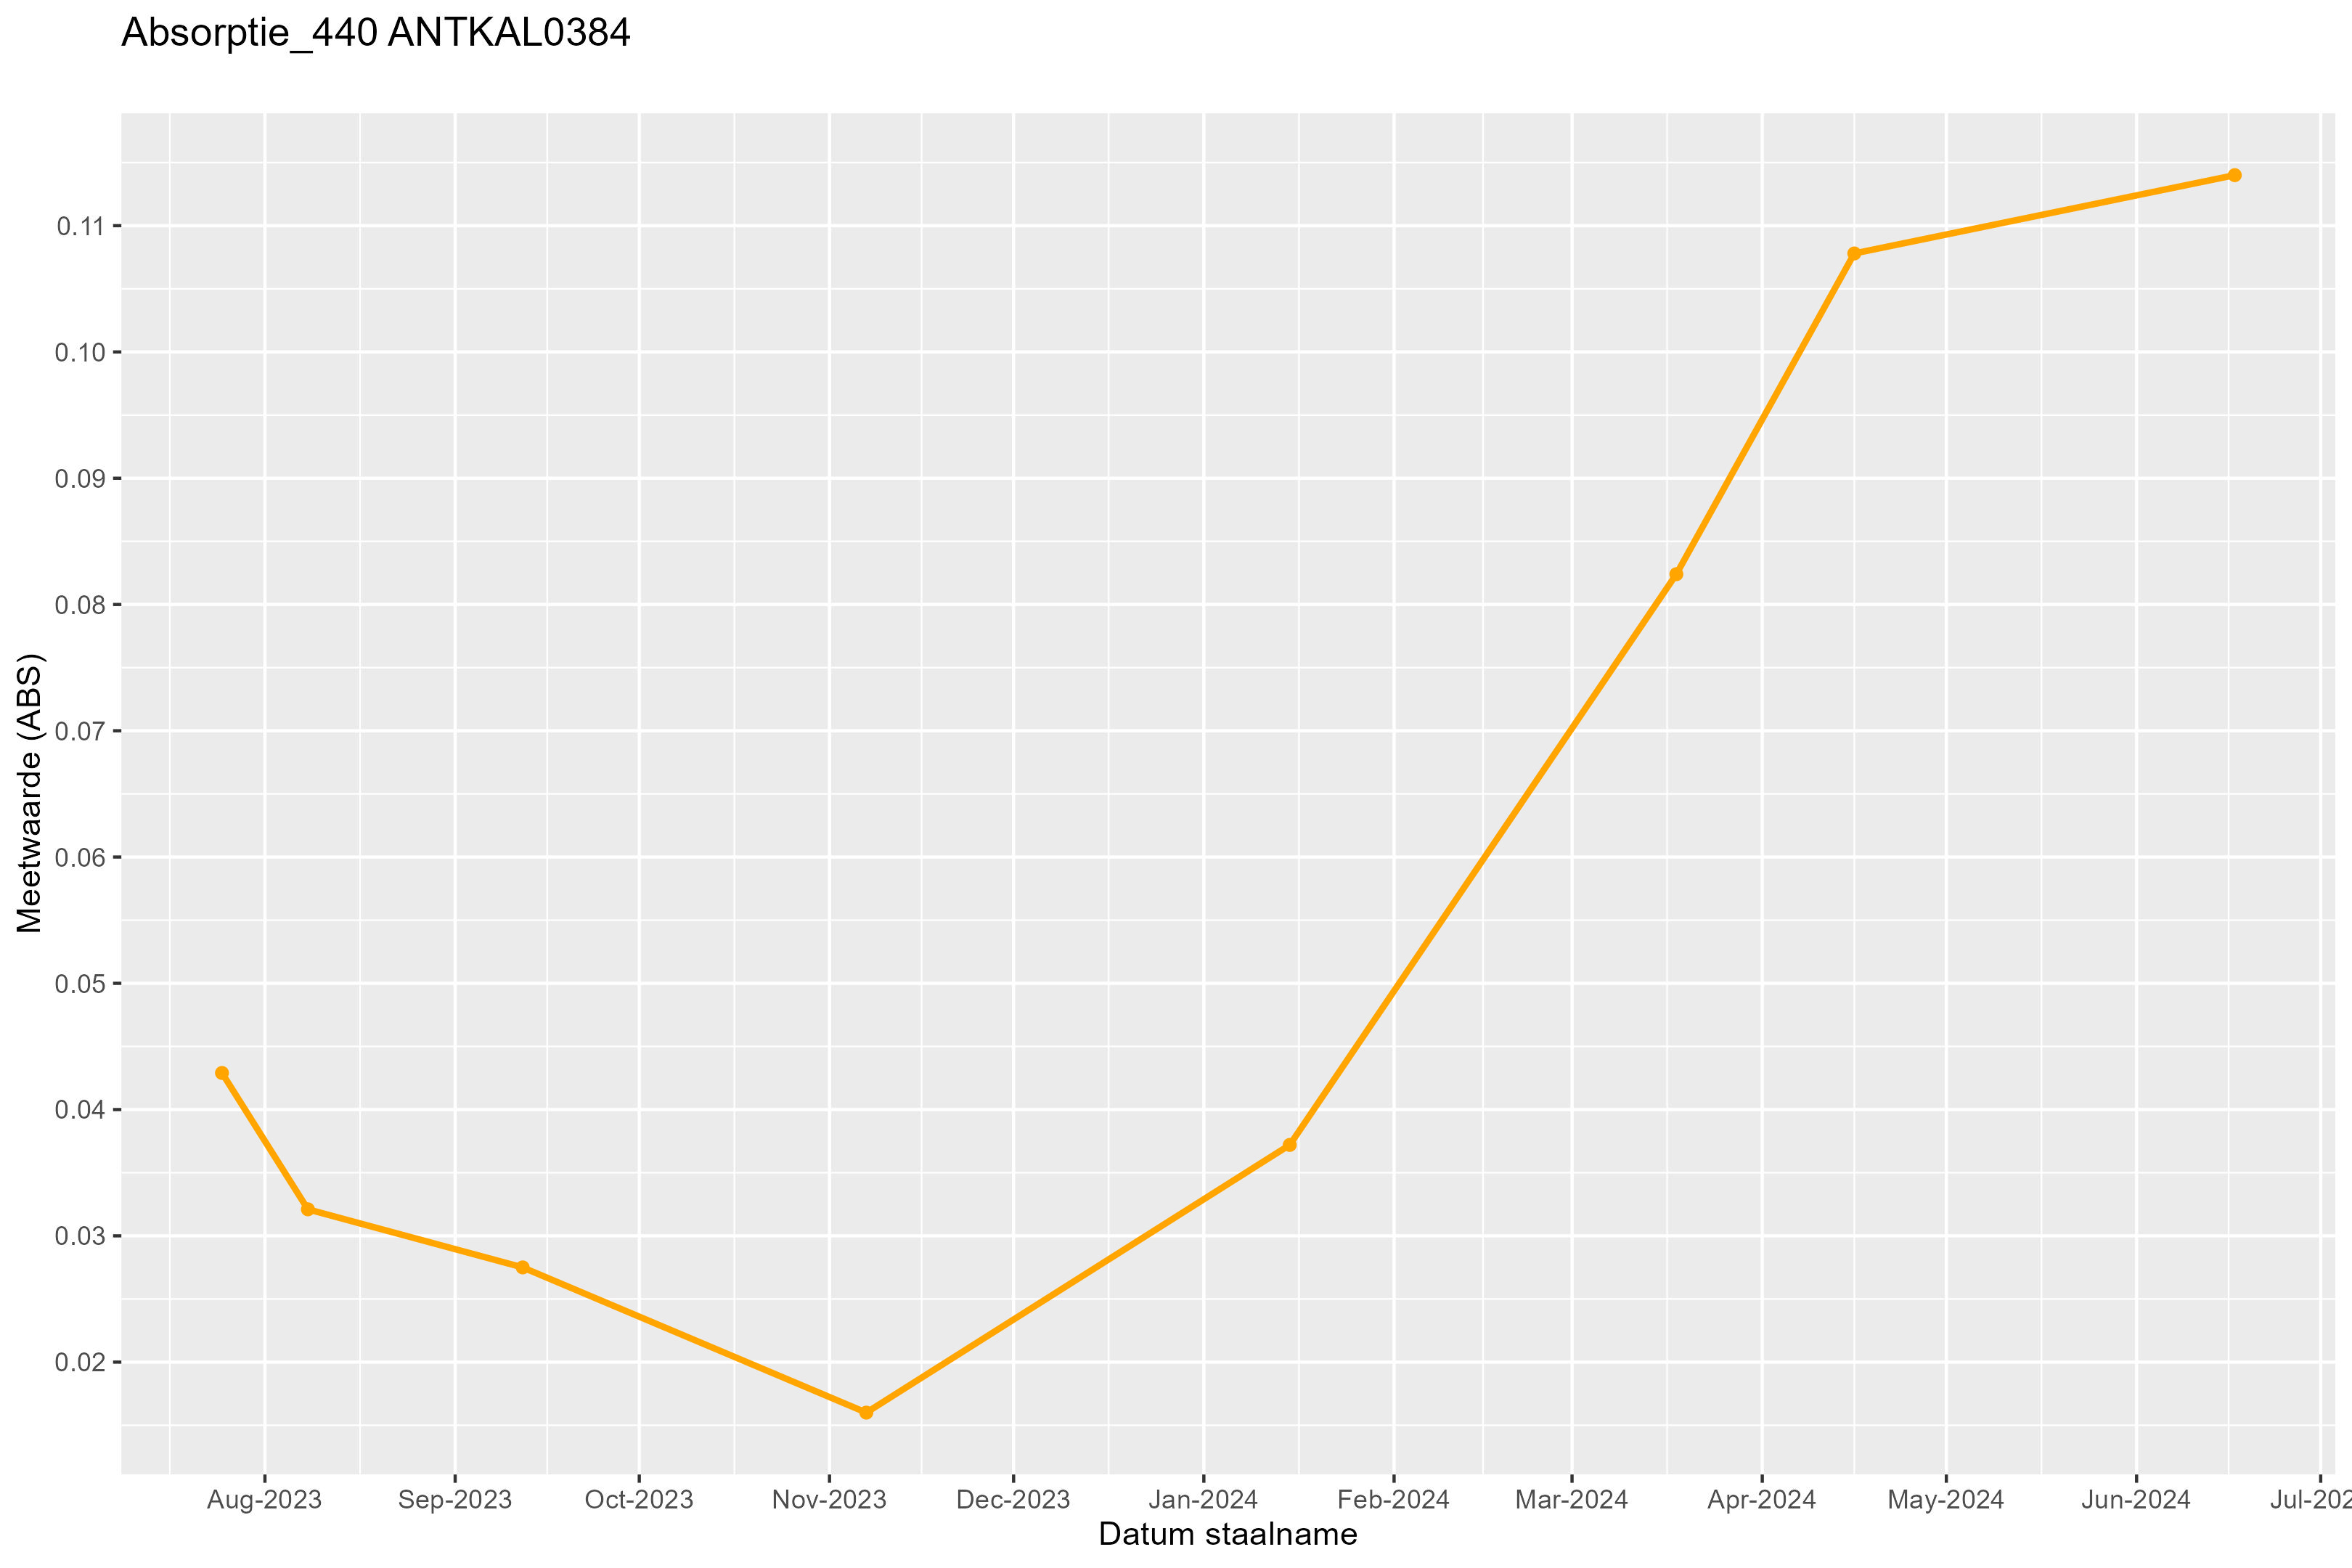 Absorptie_440 ANTKAL0384
Meetwaarde (ABS)
0.11
0.10
0.09
0.08
0.07
0.06
0.05
0.04
0.03
0.02
Aug-2023 Sep-2023 Oct-2023 Nov-2023 Dec-2023 Jan-2024 Feb-2024 Mar-2024 Apr-2024 May-2024 Jun-2024 Jul-202
Datum staalname